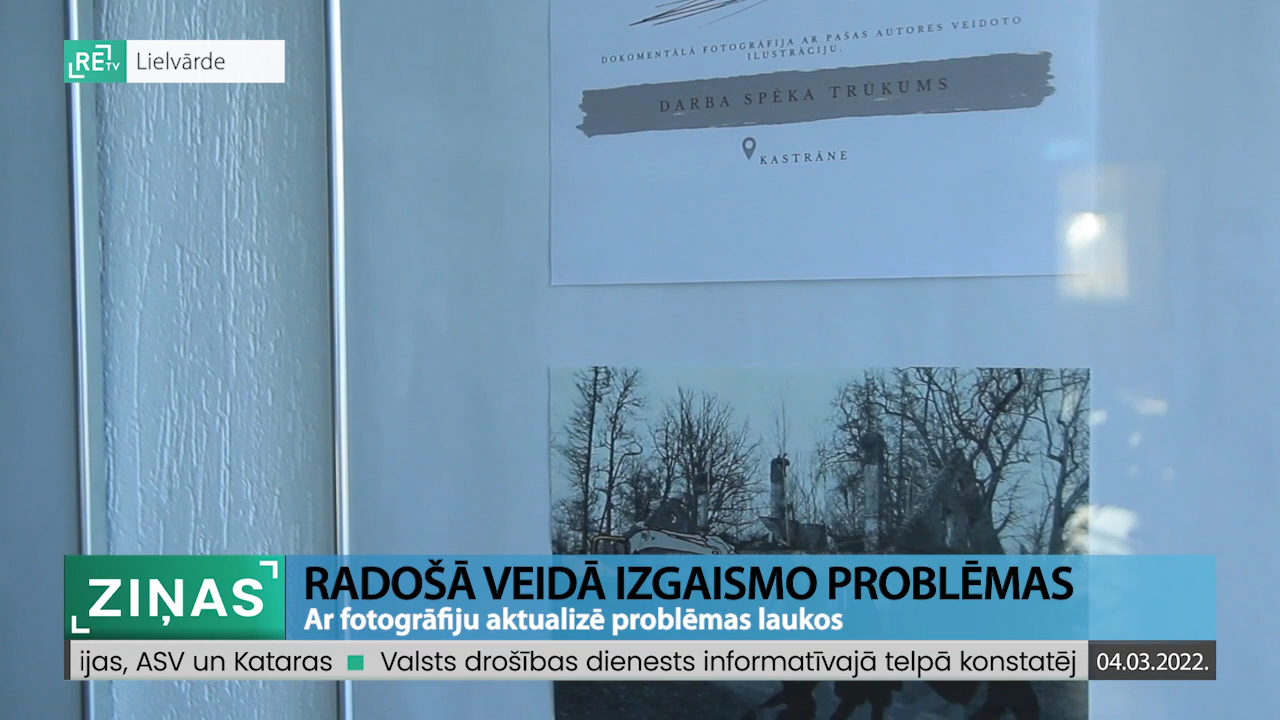 RE TV
Lielvārde
DOKOMENTĀLĀ FOTOGRĀFIJA AR PAŠAS AUTORES VEIDOTO
ILUSTRĀCIJU.
DARBA SPĒKA TRŪKUMS
KASTRĀNE
ZIŅAS
RADOŠĀ VEIDĀ IZGAISMO PROBLĒMAS
Ar fotogrāfiju aktualizē problēmas laukos
ijas, ASV un Kataras ■ Valsts drošības dienests informatīvajā telpā konstatēj
04.03.2022.